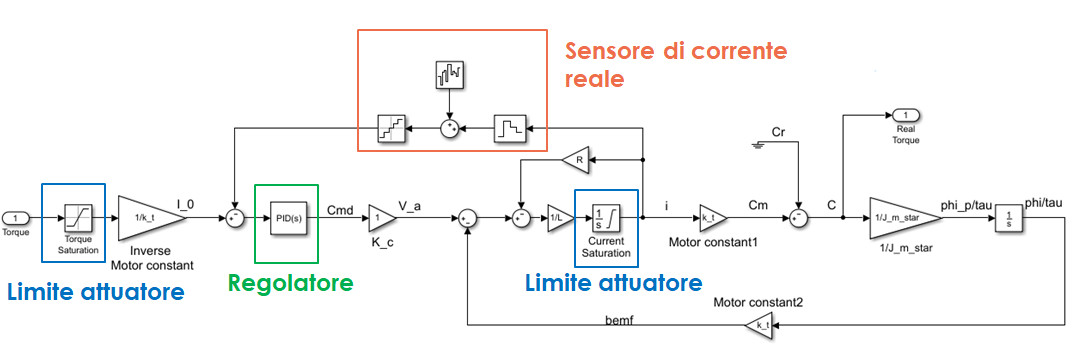 Sensore di corrente
reale
Cr
1
Real
Torque
R
1
Torque
Torque
Saturation
1/k_t
I_0
Inverse
Motor constant
PID(s)
Cmd
1
V_a
K_c
1/L
1
s
Current
Saturation
i
k_t
Cm
Motor constant1
C
1/J_m_star
1/J_m_star
phi_p/tau
1
s
phi/tau
Limite attuatore
Regolatore
Limite attuatore
Motor constant2
k_t
bemf